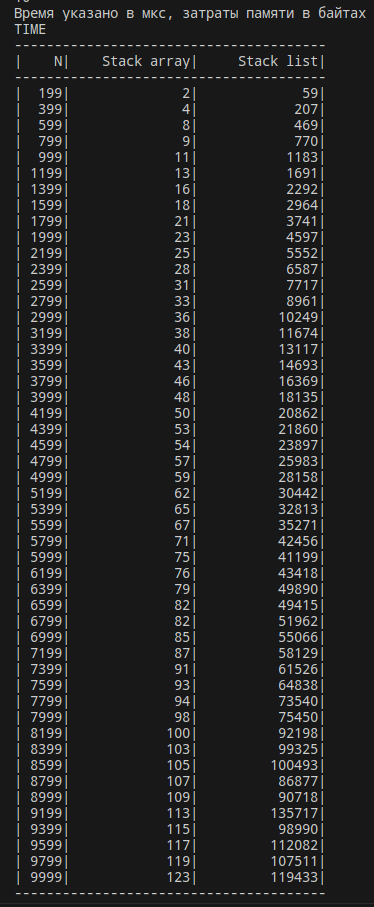 Время указано в мкс, затраты памяти в байтах
TIME
---------------------------------------
|    N|    Stack array|     Stack list|
---------------------------------------
|  199|              2|             59|
|  399|              4|            207|
|  599|              8|            469|
|  799|              9|            770|
|  999|             11|           1183|
| 1199|             13|           1691|
| 1399|             16|           2292|
| 1599|             18|           2964|
| 1799|             21|           3741|
| 1999|             23|           4597|
| 2199|             25|           5552|
| 2399|             28|           6587|
| 2599|             31|           7717|
| 2799|             33|           8961|
| 2999|             36|          10249|
| 3199|             38|          11674|
| 3399|             40|          13117|
| 3599|             43|          14693|
| 3799|             46|          16369|
| 3999|             48|          18135|
| 4199|             50|          20862|
| 4399|             53|          21860|
| 4599|             54|          23897|
| 4799|             57|          25983|
| 4999|             59|          28158|
| 5199|             62|          30442|
| 5399|             65|          32813|
| 5599|             67|          35271|
| 5799|             71|          42456|
| 5999|             75|          41199|
| 6199|             76|          43418|
| 6399|             79|          49890|
| 6599|             82|          49415|
| 6799|             82|          51962|
| 6999|             85|          55066|
| 7199|             87|          58129|
| 7399|             91|          61526|
| 7599|             93|          64838|
| 7799|             94|          73540|
| 7999|             98|          75450|
| 8199|            100|          92198|
| 8399|            103|          99325|
| 8599|            105|         100493|
| 8799|            107|          86877|
| 8999|            109|          90718|
| 9199|            113|         135717|
| 9399|            115|          98990|
| 9599|            117|         112082|
| 9799|            119|         107511|
| 9999|            123|         119433|
---------------------------------------